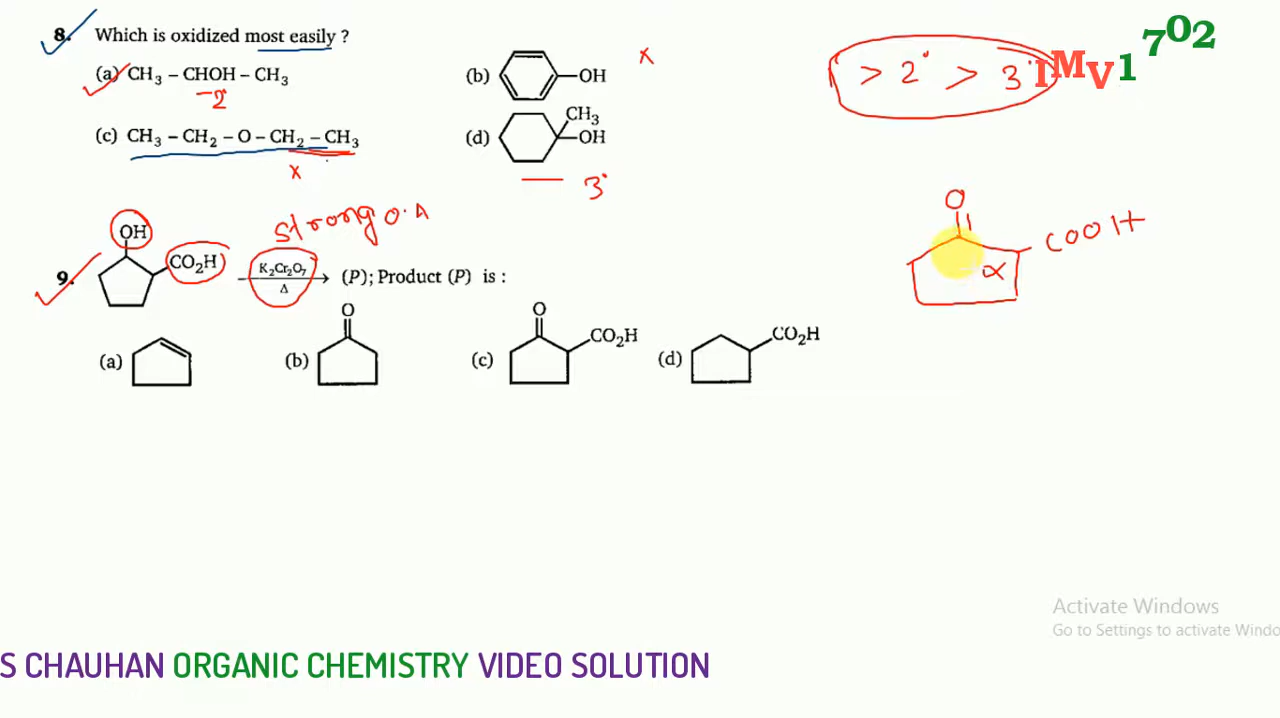 8. Which is oxidized most easily ?
(a) CH₃ – CHOH – CH₃
2°
(b) –OH
x
(c) CH₃ – CH₂ – O – CH₂ – CH₃
x
(d) CH₃
–OH
3°
> 2° > 3°
IMV1702
9. OH
CO₂H
Strong O.A
K₂Cr₂O₇
Δ
(P); Product (P) is :
O
α
COOH
(a)
(b) O
(c) O
CO₂H
(d) CO₂H
Activate Windows
Go to Settings to activate Windo
S CHAUHAN ORGANIC CHEMISTRY VIDEO SOLUTION